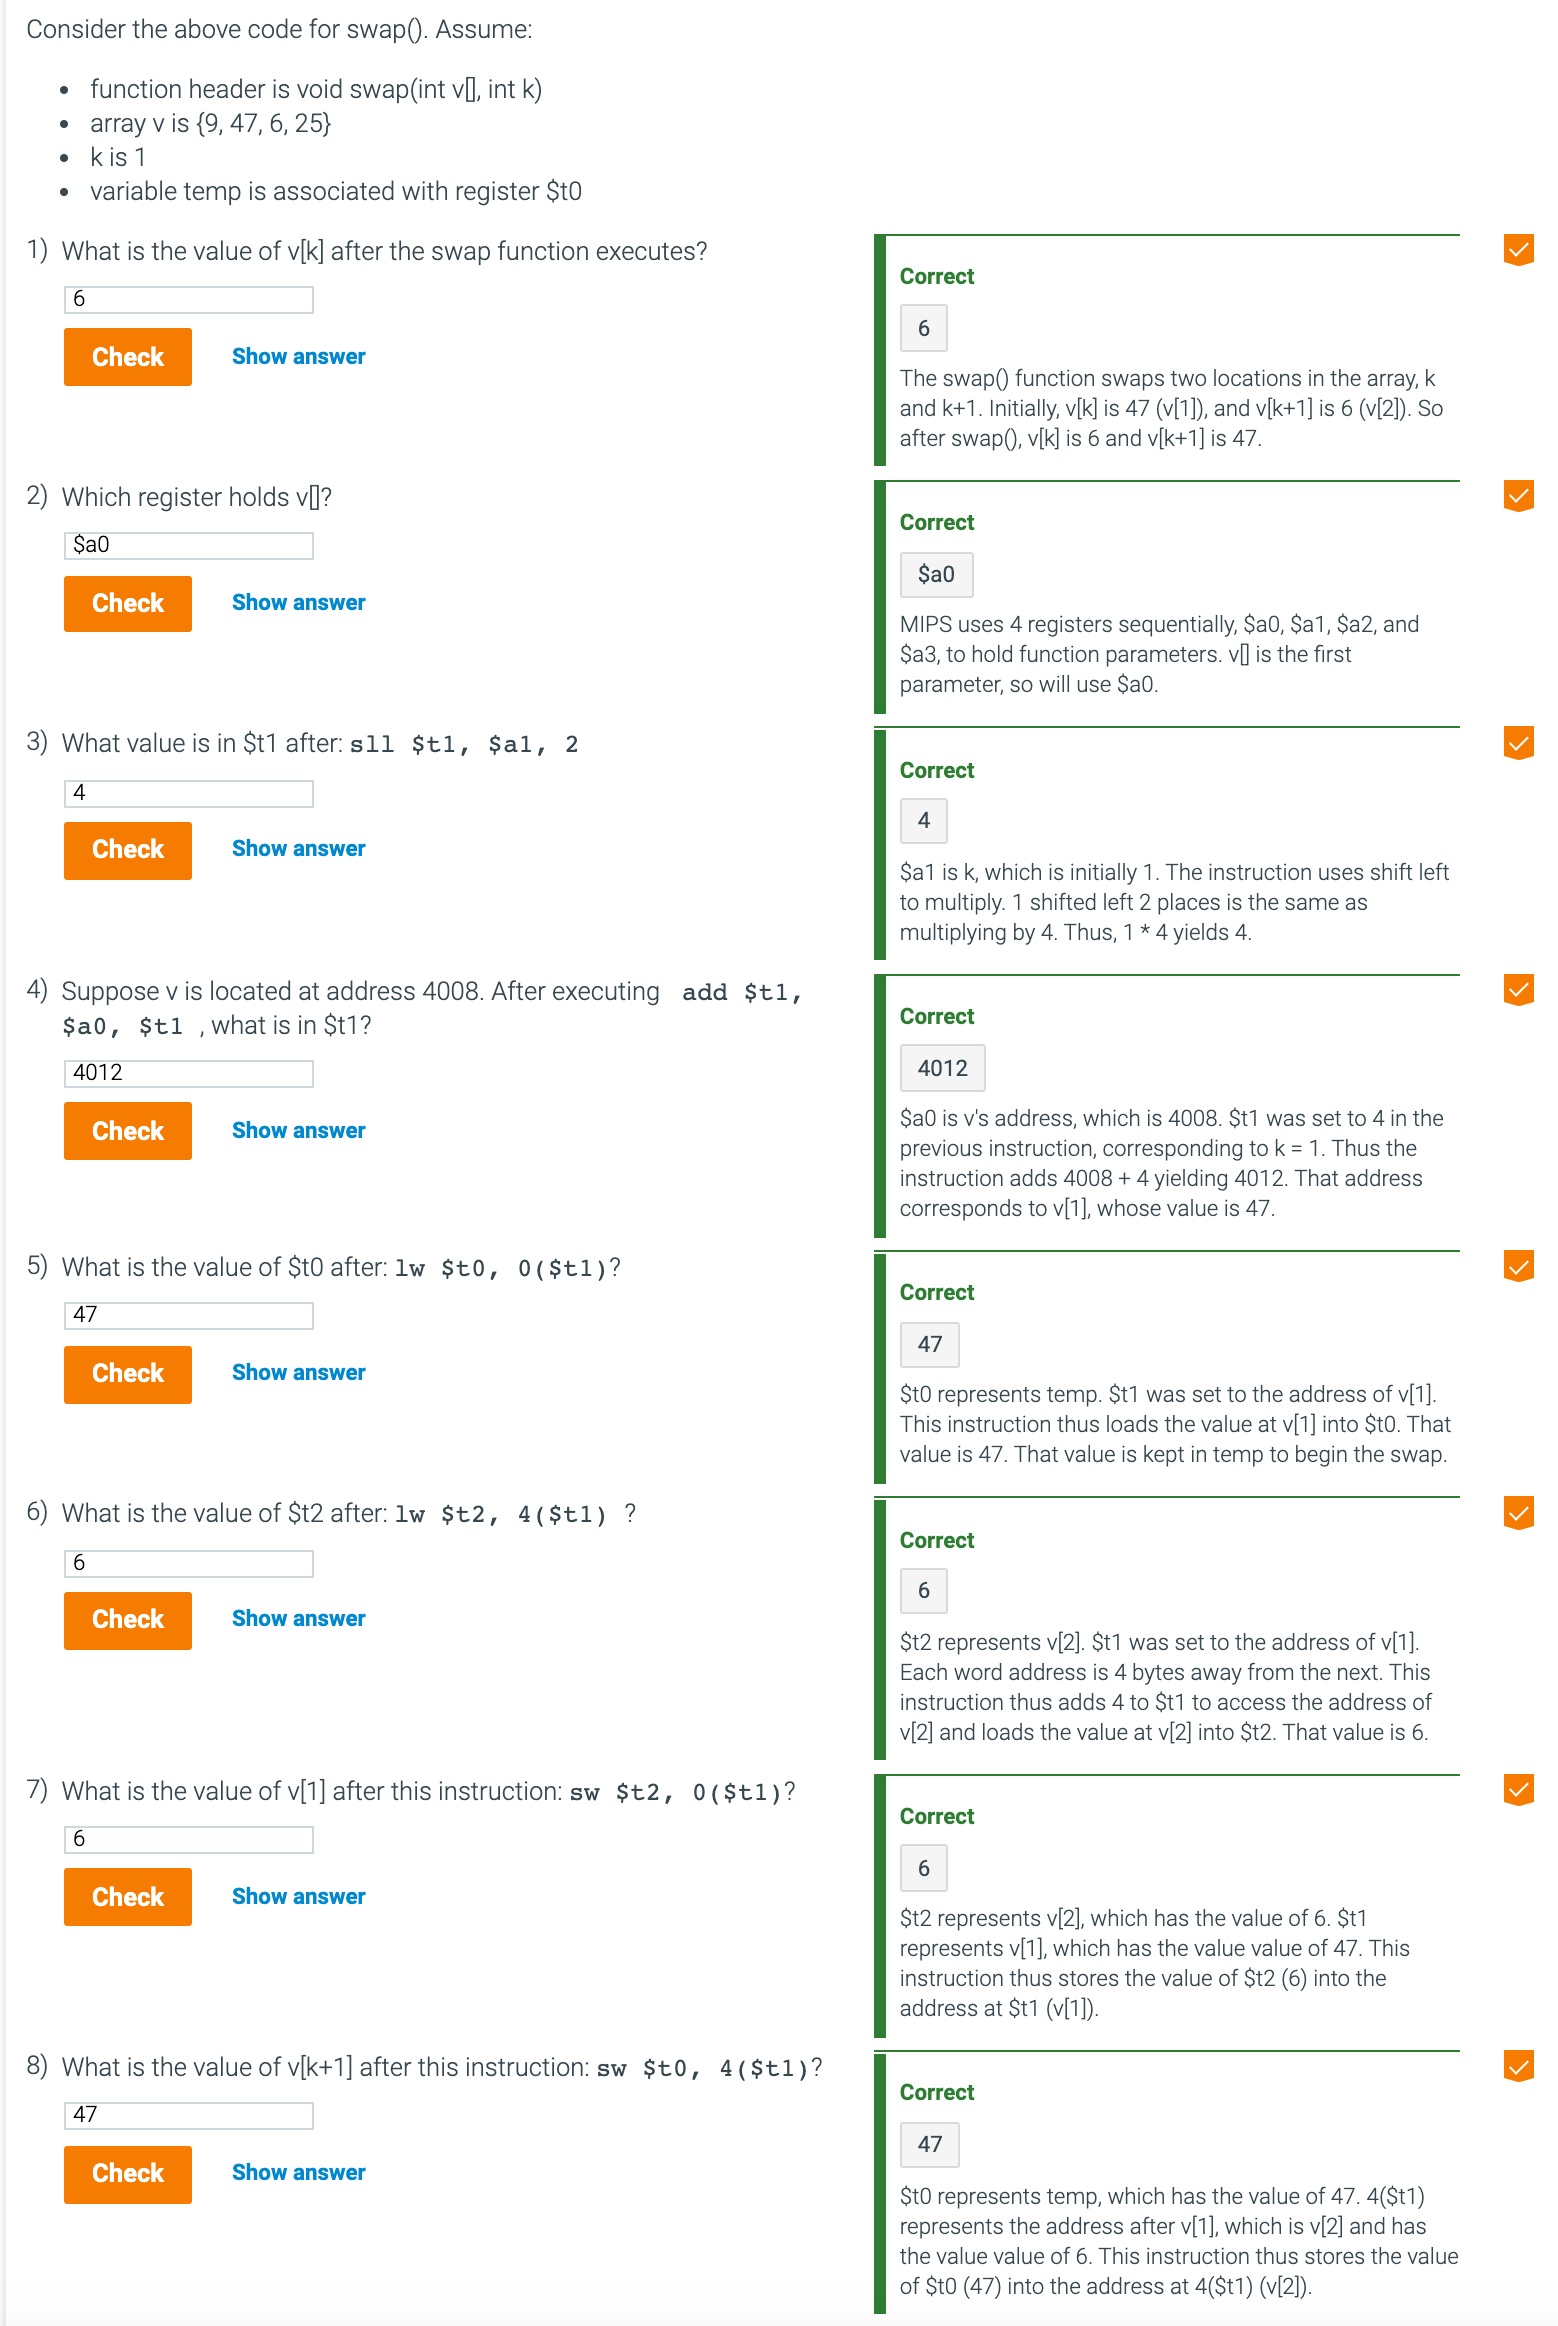 Consider the above code for swap(). Assume:
• function header is void swap(int v[], int k)
• array v is {9, 47, 6, 25}
• k is 1
• variable temp is associated with register $t0
1) What is the value of v[k] after the swap function executes?
6
Check Show answer
Correct
6
The swap() function swaps two locations in the array, k
and k+1. Initially, v[k] is 47 (v[1]), and v[k+1] is 6 (v[2]). So
after swap(), v[k] is 6 and v[k+1] is 47.
2) Which register holds v[]?
$a0
Check Show answer
Correct
$a0
MIPS uses 4 registers sequentially, $a0, $a1, $a2, and
$a3, to hold function parameters. v[] is the first
parameter, so will use $a0.
3) What value is in $t1 after: sll $t1, $a1, 2
4
Check Show answer
Correct
4
$a1 is k, which is initially 1. The instruction uses shift left
to multiply. 1 shifted left 2 places is the same as
multiplying by 4. Thus, 1 * 4 yields 4.
4) Suppose v is located at address 4008. After executing add $t1,
$a0, $t1 , what is in $t1?
4012
Check Show answer
Correct
4012
$a0 is v's address, which is 4008. $t1 was set to 4 in the
previous instruction, corresponding to k = 1. Thus the
instruction adds 4008 + 4 yielding 4012. That address
corresponds to v[1], whose value is 47.
5) What is the value of $t0 after: lw $t0, 0($t1)?
47
Check Show answer
Correct
47
$t0 represents temp. $t1 was set to the address of v[1].
This instruction thus loads the value at v[1] into $t0. That
value is 47. That value is kept in temp to begin the swap.
6) What is the value of $t2 after: lw $t2, 4($t1) ?
6
Check Show answer
Correct
6
$t2 represents v[2]. $t1 was set to the address of v[1].
Each word address is 4 bytes away from the next. This
instruction thus adds 4 to $t1 to access the address of
v[2] and loads the value at v[2] into $t2. That value is 6.
7) What is the value of v[1] after this instruction: sw $t2, 0($t1)?
6
Check Show answer
Correct
6
$t2 represents v[2], which has the value of 6. $t1
represents v[1], which has the value value of 47. This
instruction thus stores the value of $t2 (6) into the
address at $t1 (v[1]).
8) What is the value of v[k+1] after this instruction: sw $t0, 4($t1)?
47
Check Show answer
Correct
47
$t0 represents temp, which has the value of 47. 4($t1)
represents the address after v[1], which is v[2] and has
the value value of 6. This instruction thus stores the value
of $t0 (47) into the address at 4($t1) (v[2]).